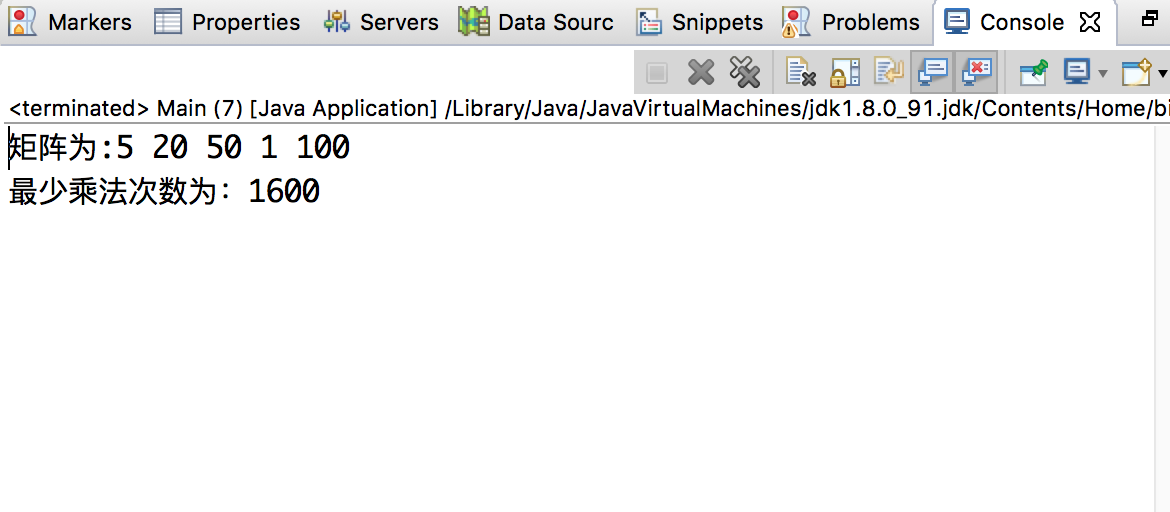 Markers Properties Servers Data Sourc Snippets Problems Console
<terminated> Main (7) [Java Application] /Library/Java/JavaVirtualMachines/jdk1.8.0_91.jdk/Contents/Home/bi
矩阵为:5 20 50 1 100
最少乘法次数为：1600